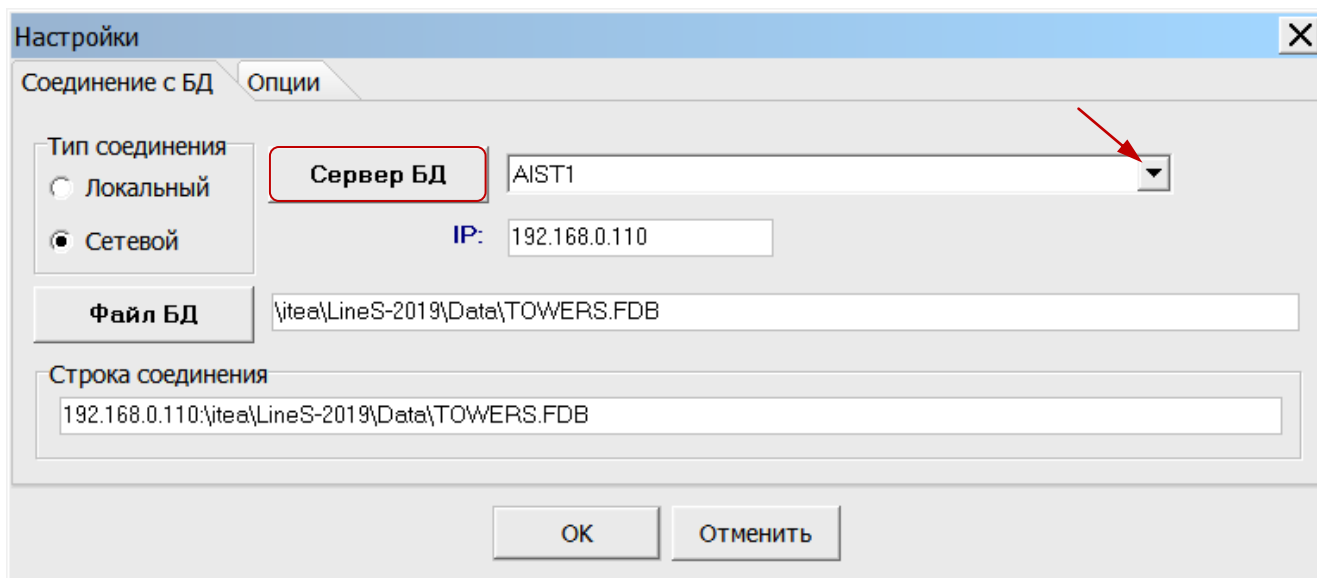 Настройки
Соединение с БД Опции
Тип соединения
Локальный
Сетевой
Сервер БД AIST1
IP: 192.168.0.110
Файл БД \itea\LineS-2019\Data\TOWERS.FDB
Строка соединения
192.168.0.110:\itea\LineS-2019\Data\TOWERS.FDB
OK Отменить